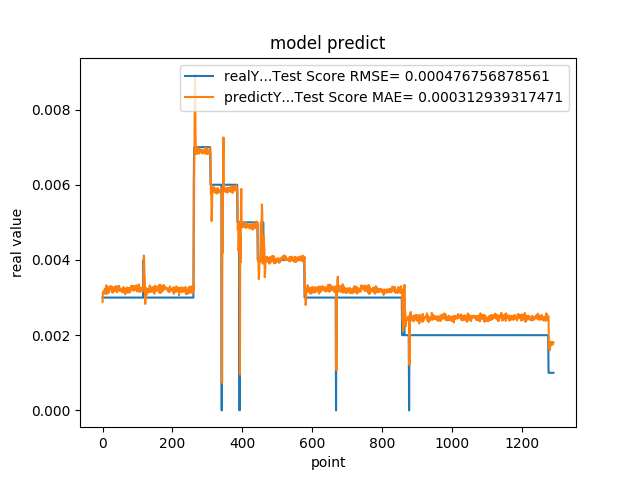 model predict
realY...Test Score RMSE= 0.000476756878561
predictY...Test Score MAE= 0.000312939317471
0.008
0.006
0.004
0.002
0.000
real value
0 200 400 600 800 1000 1200
point